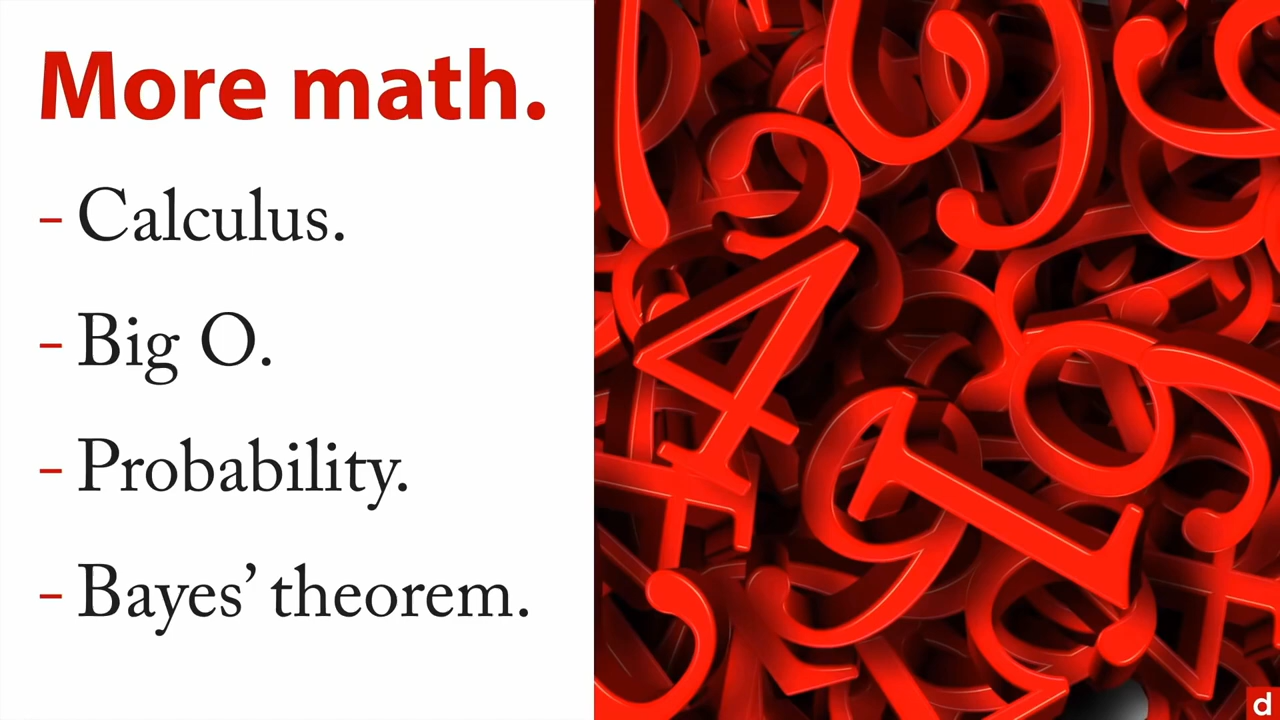 More math.
– Calculus.
– Big O.
– Probability.
– Bayes’ theorem.
d